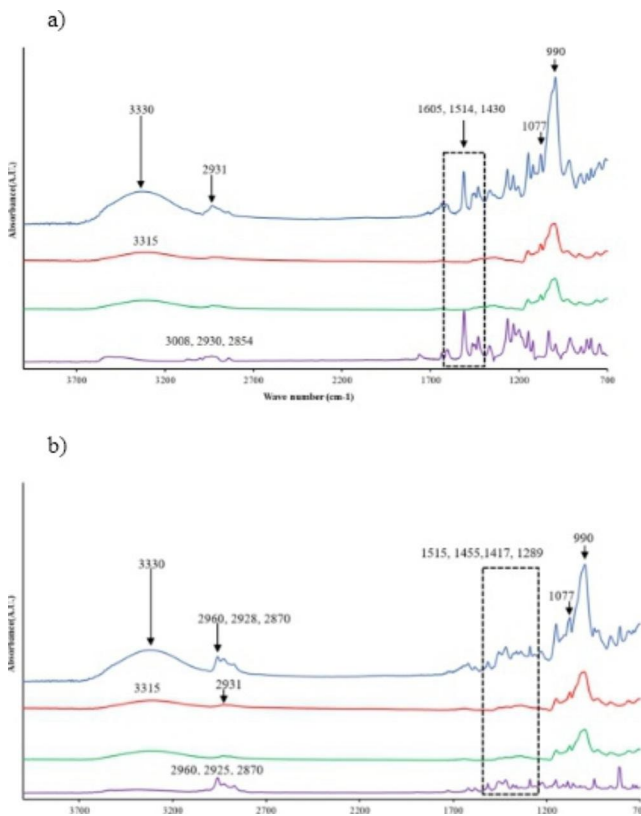 a)
990
1605, 1514, 1430
3330
1077
2931
3315
3008, 2930, 2854
Absorbance(A.U.)
3700 3200 2700 2200 1700 1200 700
Wave number (cm-1)
b)
990
1515, 1455,1417, 1289
3330
1077
2960, 2928, 2870
3315
2931
2960, 2925, 2870
Absorbance(A.U.)
3700 3200 2700 2200 1700 1200 700